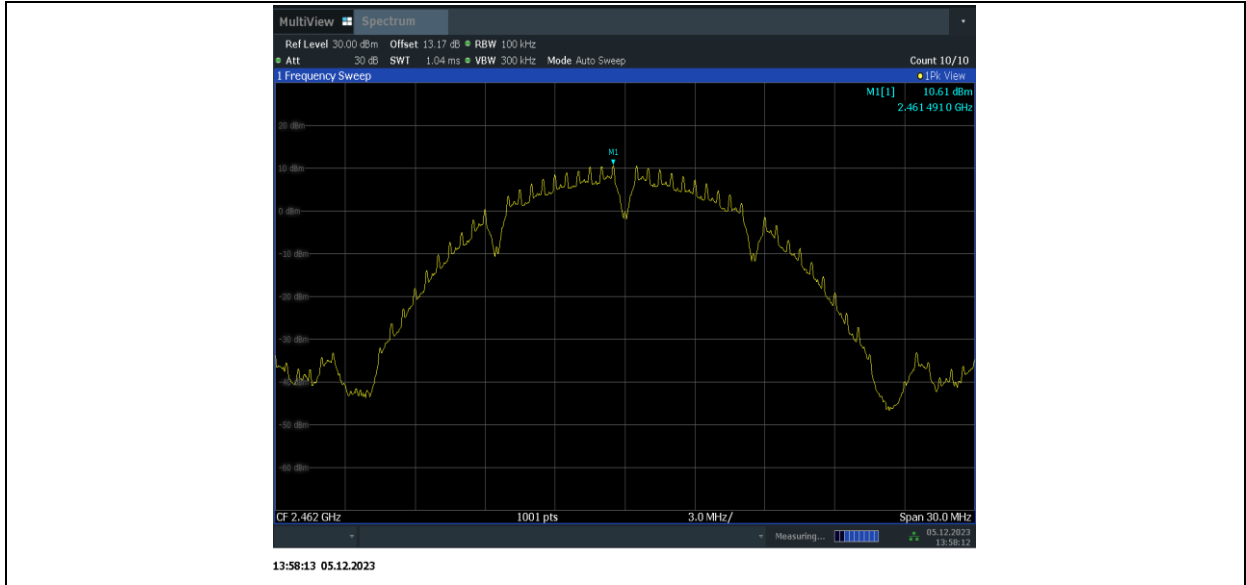 MultiView Spectrum
Ref Level 30.00 dBm Offset 13.17 dB RBW 100 kHz
Att 30 dB SWT 1.04 ms VBW 300 kHz Mode Auto Sweep Count 10/10
1 Frequency Sweep 1Pk View
M1[1] 10.61 dBm
2.4614910 GHz
20 dBm
M1
10 dBm
0 dBm
-10 dBm
-20 dBm
-30 dBm
-40 dBm
-50 dBm
-60 dBm
CF 2.462 GHz 1001 pts 3.0 MHz/ Span 30.0 MHz
Measuring... 05.12.2023
13:58:12
13:58:13 05.12.2023